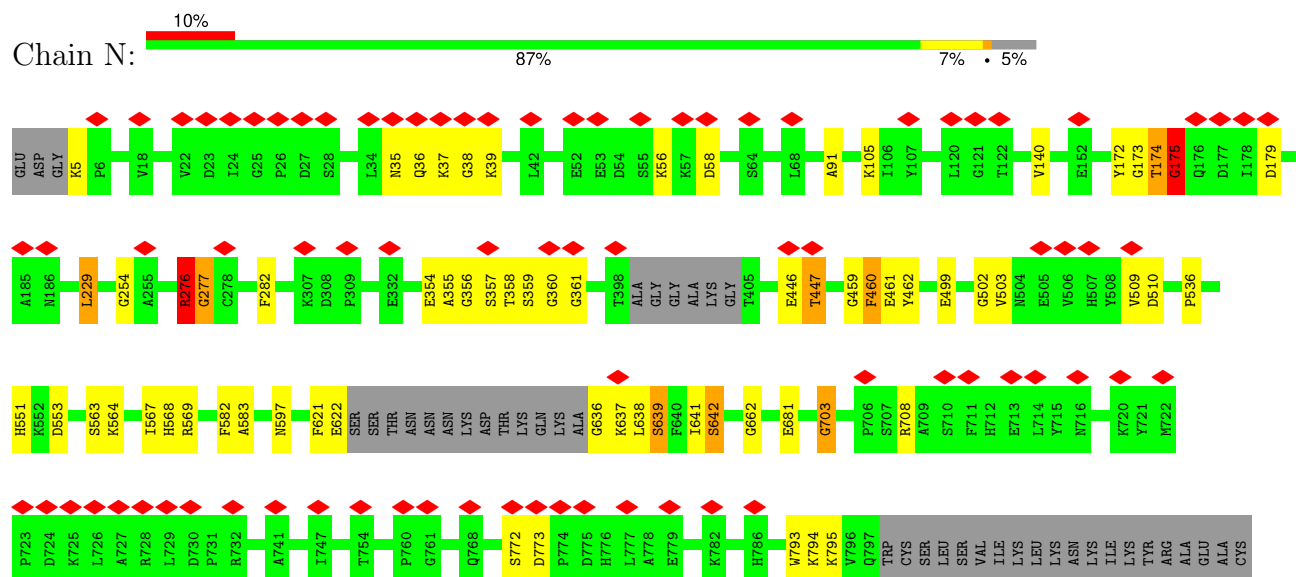 10%
Chain N:
87% 7% • 5%
GLU ASP GLY K5 P6 V18 V22 D23 I24 G25 P26 D27 S28 L34 N35 Q36 K37 G38 K39 L42 E52 E53 D54 S55 K56 K57 D58 S64 L68 A91 K105 I106 Y107 L120 G121 T122 V140 E152 Y172 G173 T174 G175 Q176 D177 I178 D179
A185 N186 L229 G254 A255 R276 G277 C278 F282 K307 D308 P309 E332 E354 A355 G356 S357 T358 S359 G360 G361 T398 ALA GLY GLY ALA LYS GLY T405 E446 T447 G459 F460 E461 Y462 E499 G502 V503 N504 E505 V506 H507 Y508 V509 D510 P536
H551 K552 D553 S563 K564 I567 H568 R569 F582 A583 N597 F621 E622 SER SER THR ASN ASN ASN LYS ASP THR LYS GLN LYS ALA G636 K637 L638 S639 F640 I641 S642 G662 E681 G703 P706 S707 R708 A709 S710 F711 H712 E713 L714 Y715 N716 K720 Y721 M722
P723 D724 K725 L726 A727 R728 L729 D730 P731 R732 A741 I747 T754 P760 G761 Q768 S772 D773 P774 D775 H776 L777 A778 E779 K782 H786 W793 K794 K795 V796 Q797 TRP CYS SER LEU SER VAL ILE LYS LEU LYS ASN LYS ILE LYS TYR ARG ALA GLU ALA CYS